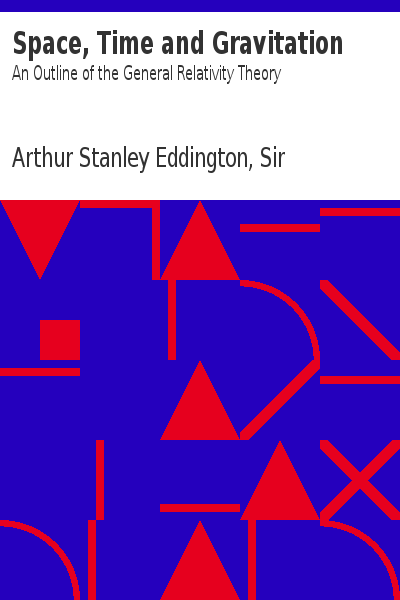 Space, Time and Gravitation
An Outline of the General Relativity Theory
Arthur Stanley Eddington, Sir